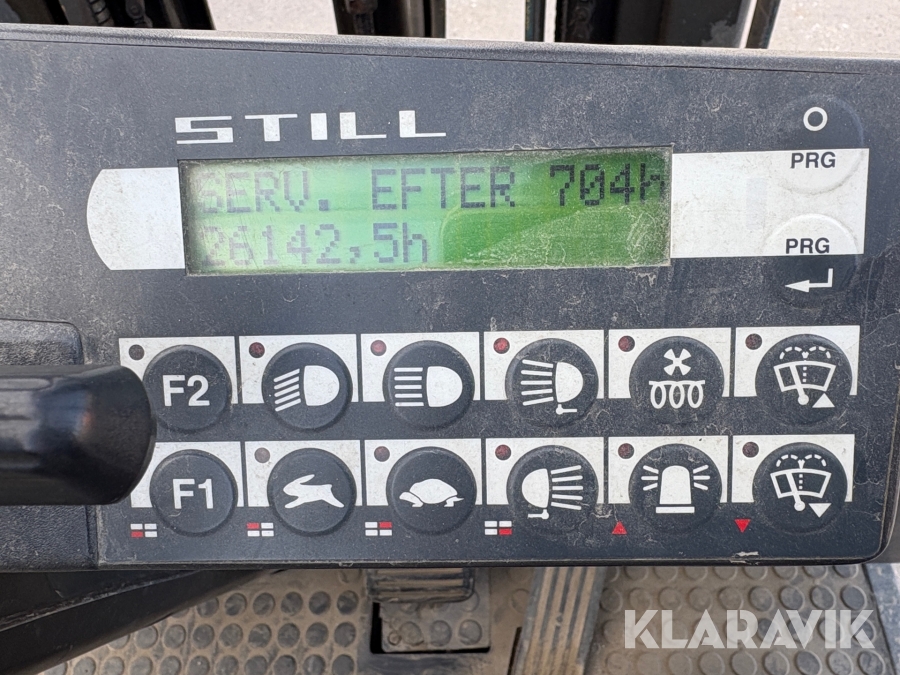 STILL
SERV. EFTER 704h
26142,5h
PRG
PRG
F2
F1
KLARAVIK